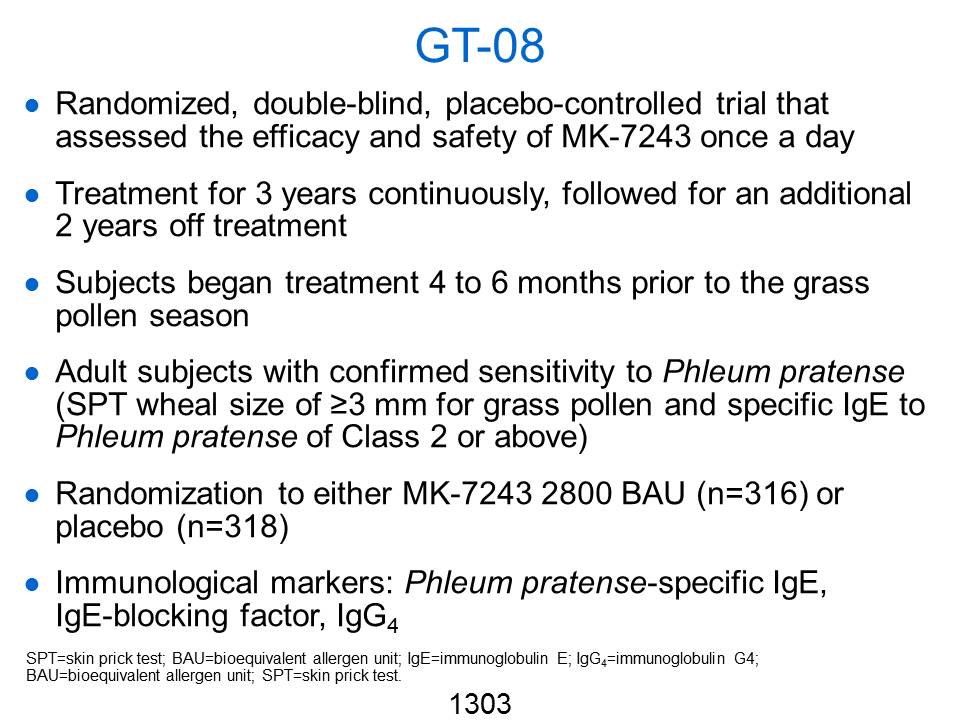 GT-08
● Randomized, double-blind, placebo-controlled trial that
assessed the efficacy and safety of MK-7243 once a day
● Treatment for 3 years continuously, followed for an additional
2 years off treatment
● Subjects began treatment 4 to 6 months prior to the grass
pollen season
● Adult subjects with confirmed sensitivity to Phleum pratense
(SPT wheal size of ≥3 mm for grass pollen and specific IgE to
Phleum pratense of Class 2 or above)
● Randomization to either MK-7243 2800 BAU (n=316) or
placebo (n=318)
● Immunological markers: Phleum pratense-specific IgE,
IgE-blocking factor, IgG₄
SPT=skin prick test; BAU=bioequivalent allergen unit; IgE=immunoglobulin E; IgG₄=immunoglobulin G4;
BAU=bioequivalent allergen unit; SPT=skin prick test.
1303